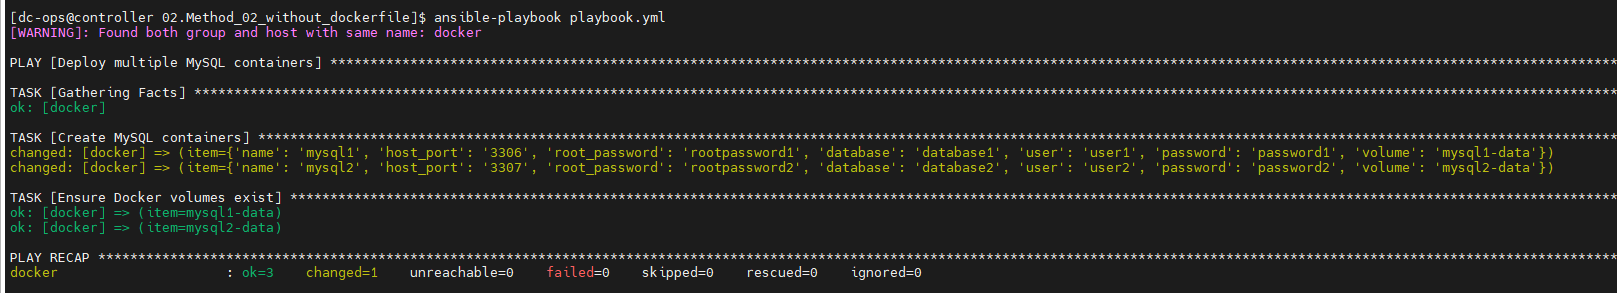 [dc-ops@controller 02.Method_02_without_dockerfile]$ ansible-playbook playbook.yml
[WARNING]: Found both group and host with same name: docker
PLAY [Deploy multiple MySQL containers] *****************************************************************************************************************************************************************
TASK [Gathering Facts] **********************************************************************************************************************************************************************************
ok: [docker]
TASK [Create MySQL containers] **************************************************************************************************************************************************************************
changed: [docker] => (item={'name': 'mysql1', 'host_port': '3306', 'root_password': 'rootpassword1', 'database': 'database1', 'user': 'user1', 'password': 'password1', 'volume': 'mysql1-data'})
changed: [docker] => (item={'name': 'mysql2', 'host_port': '3307', 'root_password': 'rootpassword2', 'database': 'database2', 'user': 'user2', 'password': 'password2', 'volume': 'mysql2-data'})
TASK [Ensure Docker volumes exist] **********************************************************************************************************************************************************************
ok: [docker] => (item=mysql1-data)
ok: [docker] => (item=mysql2-data)
PLAY RECAP **********************************************************************************************************************************************************************************************
docker                     : ok=3    changed=1    unreachable=0    failed=0    skipped=0    rescued=0    ignored=0